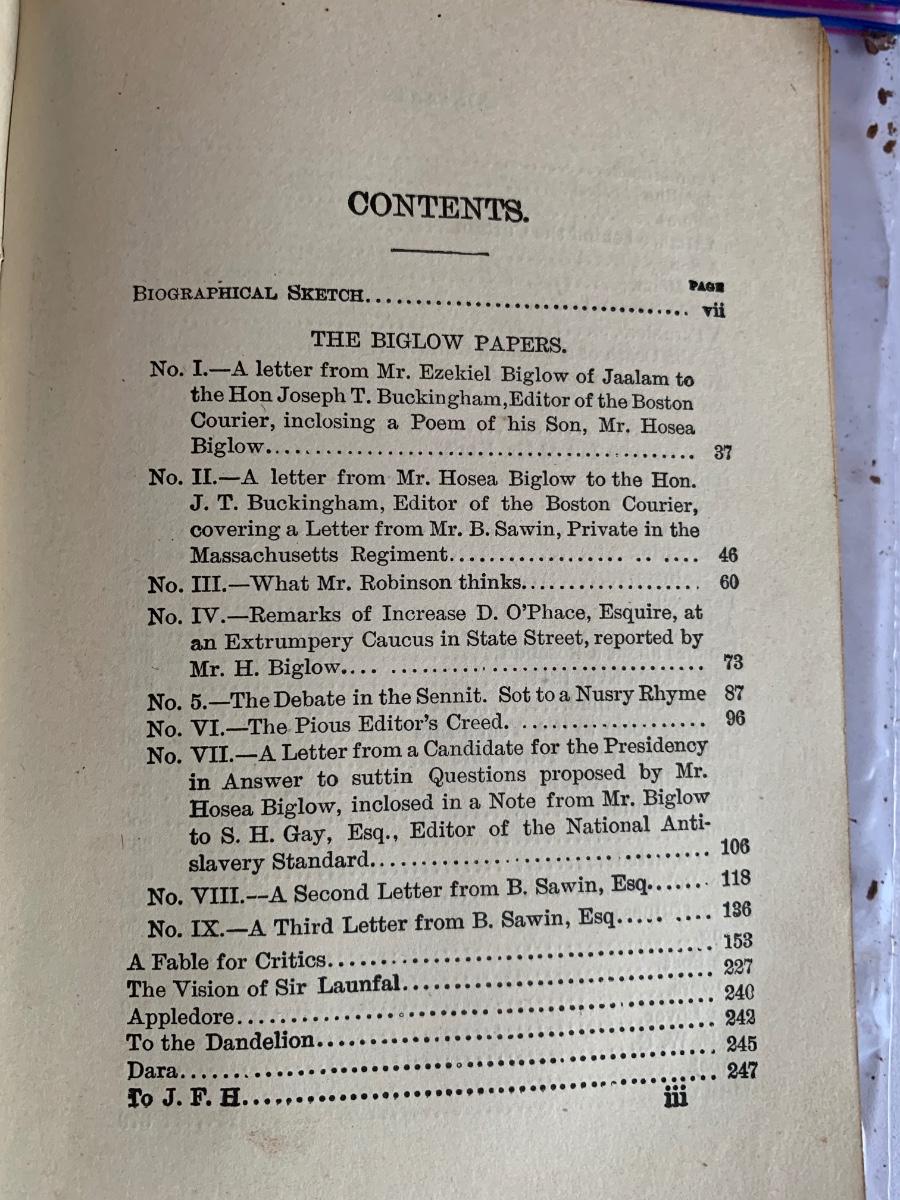 CONTENTS.
PAGE
BIOGRAPHICAL SKETCH........................................ vii
THE BIGLOW PAPERS.
No. I.—A letter from Mr. Ezekiel Biglow of Jaalam to
the Hon Joseph T. Buckingham, Editor of the Boston
Courier, inclosing a Poem of his Son, Mr. Hosea
Biglow............................................. 37
No. II.—A letter from Mr. Hosea Biglow to the Hon.
J. T. Buckingham, Editor of the Boston Courier,
covering a Letter from Mr. B. Sawin, Private in the
Massachusetts Regiment................. .. .... 46
No. III.—What Mr. Robinson thinks................... 60
No. IV.—Remarks of Increase D. O'Phace, Esquire, at
an Extrumpery Caucus in State Street, reported by
Mr. H. Biglow.... ................................. 73
No. 5.—The Debate in the Sennit. Sot to a Nusry Rhyme 87
No. VI.—The Pious Editor's Creed. ................... 96
No. VII.—A Letter from a Candidate for the Presidency
in Answer to suttin Questions proposed by Mr.
Hosea Biglow, inclosed in a Note from Mr. Biglow
to S. H. Gay, Esq., Editor of the National Anti-
slavery Standard.................................... 106
No. VIII.--A Second Letter from B. Sawin, Esq....... 118
No. IX.—A Third Letter from B. Sawin, Esq..... .... 136
A Fable for Critics........................................ 153
The Vision of Sir Launfal.................................. 227
Appledore.................................................. 240
To the Dandelion........................................... 242
Dara....................................................... 245
To J. F. H................................................. 247
iii